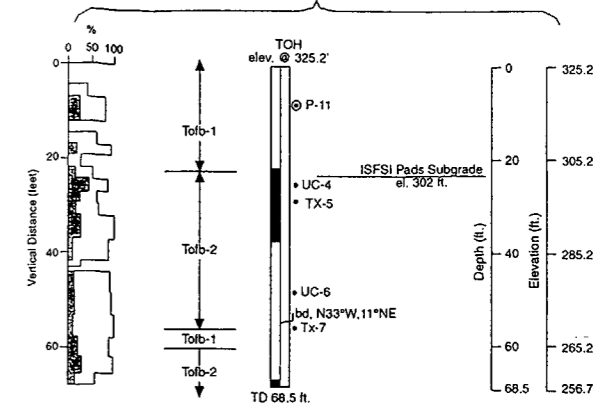 %
0 50 100
TOH
elev. @ 325.2'
0
0
325.2
P-11
Tofb-1
20
20
305.2
ISFSI Pads Subgrade
el. 302 ft.
UC-4
TX-5
Vertical Distance (feet)
Tofb-2
Depth (ft.)
Elevation (ft.)
40
40
285.2
UC-6
bd, N33°W,11°NE
Tx-7
Tofb-1
60
60
265.2
Tofb-2
TD 68.5 ft.
68.5
256.7